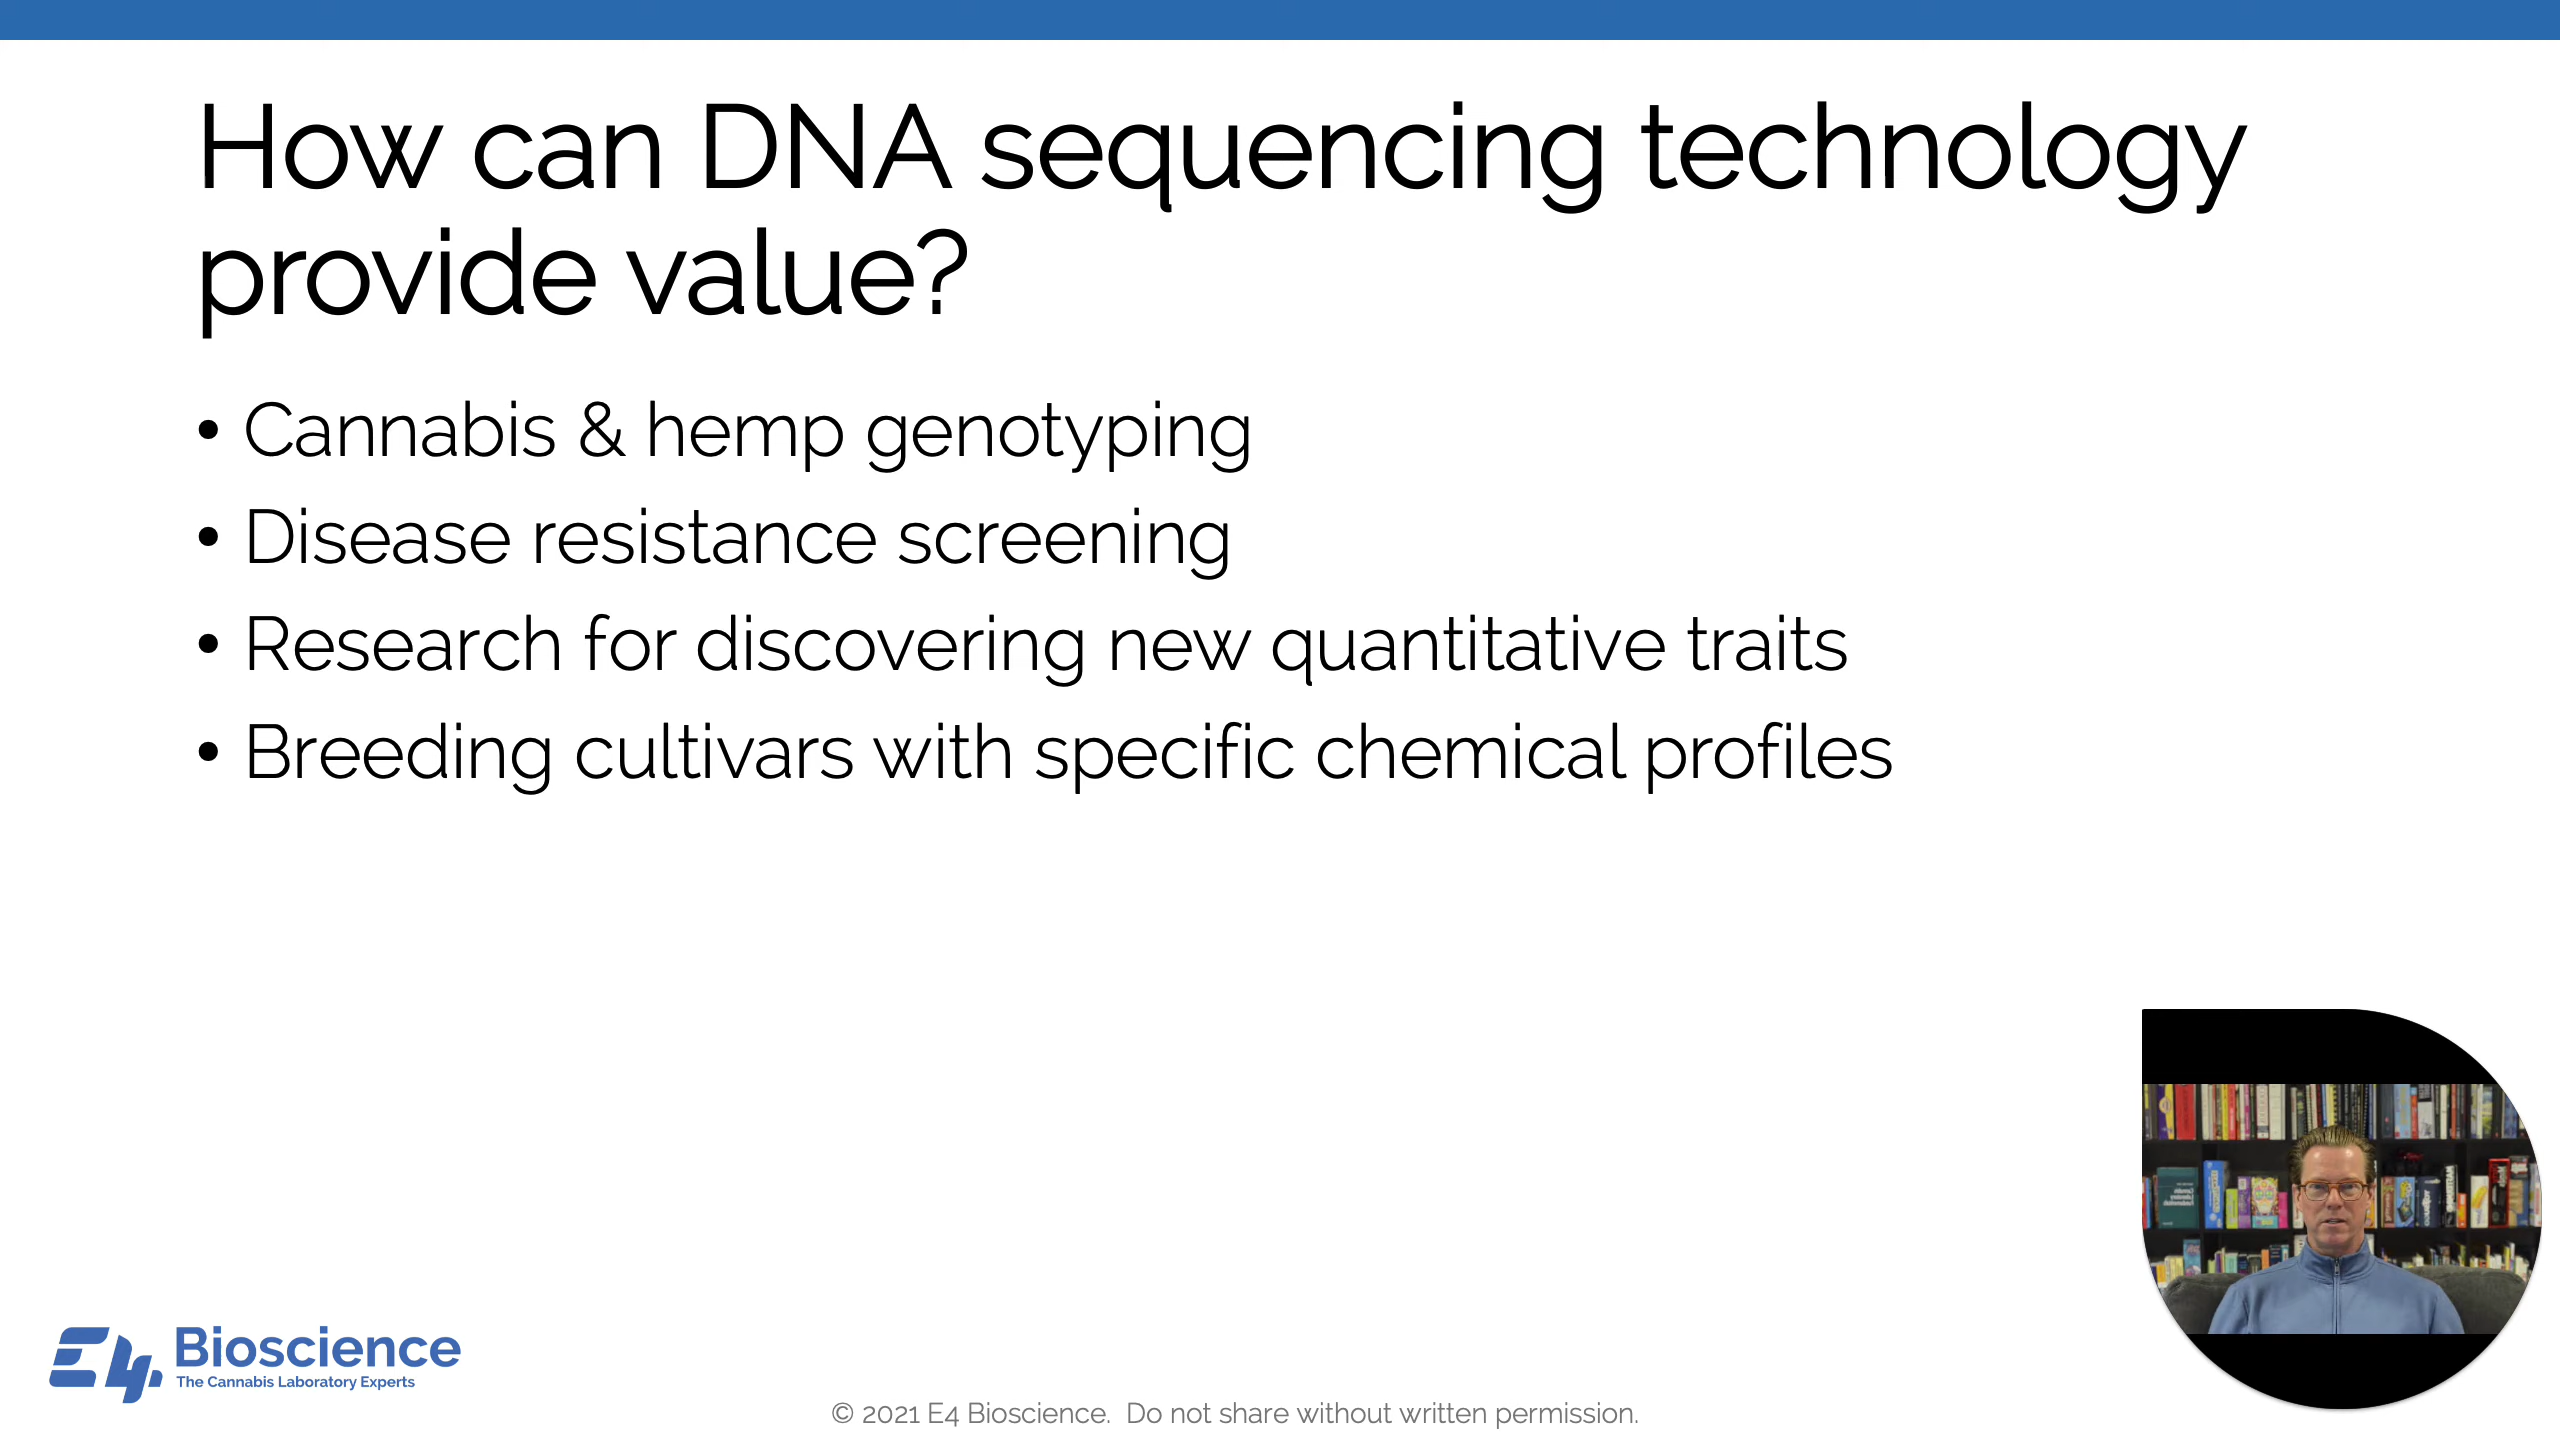 How can DNA sequencing technology
provide value?
• Cannabis & hemp genotyping
• Disease resistance screening
• Research for discovering new quantitative traits
• Breeding cultivars with specific chemical profiles
E4 Bioscience
The Cannabis Laboratory Experts
© 2021 E4 Bioscience.  Do not share without written permission.